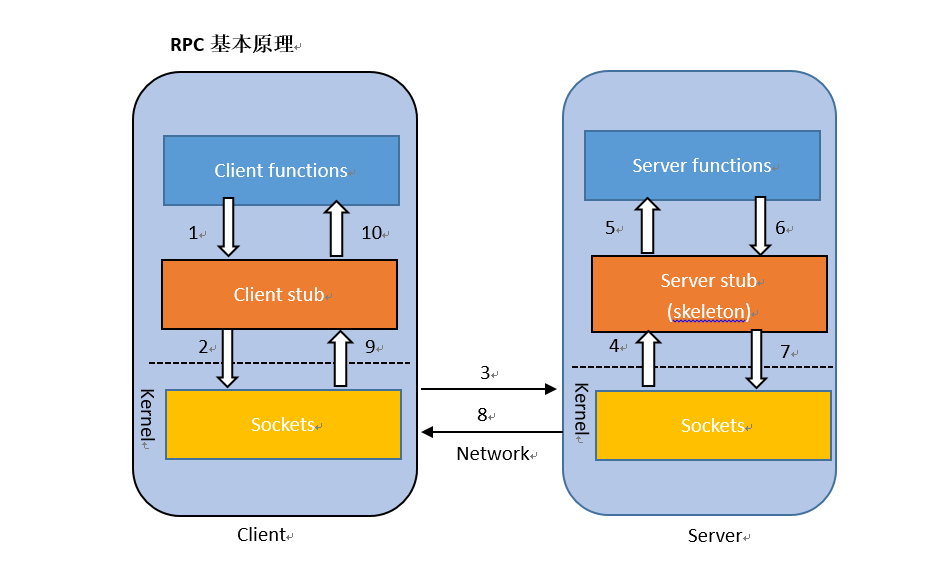 RPC 基本原理
Client functions
Server functions
1
10
5
6
Client stub
Server stub
(skeleton)
2
9
4
7
3
Kernel
Sockets
8
Kernel
Sockets
Network
Client
Server